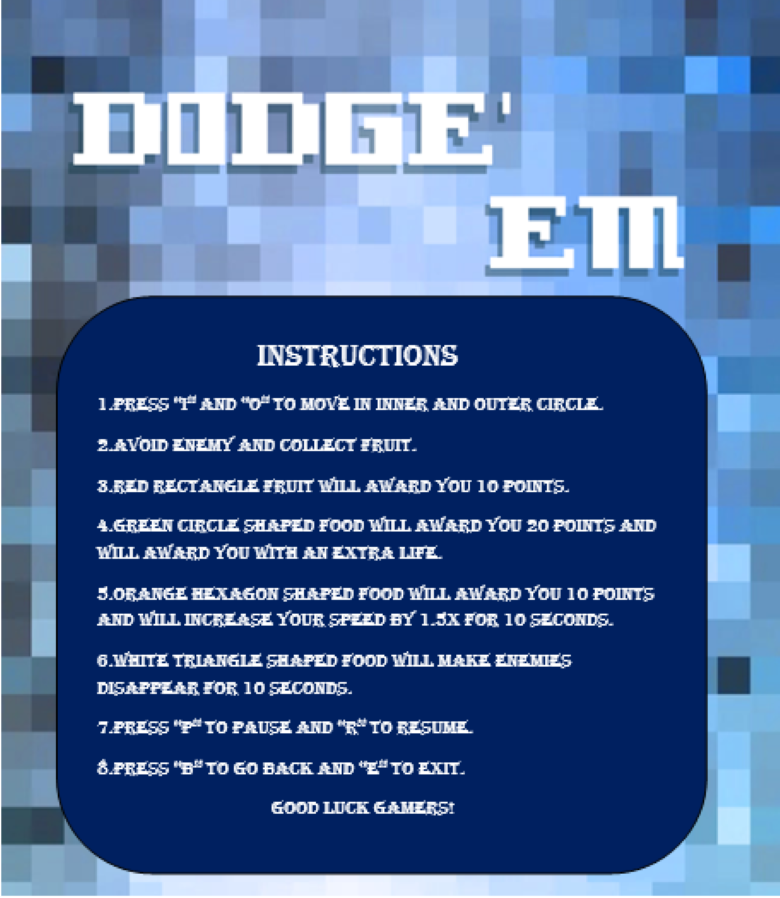 DODGE'
EM
INSTRUCTIONS
1.PRESS "I" AND "O" TO MOVE IN INNER AND OUTER CIRCLE.
2.AVOID ENEMY AND COLLECT FRUIT.
3.RED RECTANGLE FRUIT WILL AWARD YOU 10 POINTS.
4.GREEN CIRCLE SHAPED FOOD WILL AWARD YOU 20 POINTS AND
WILL AWARD YOU WITH AN EXTRA LIFE.
5.ORANGE HEXAGON SHAPED FOOD WILL AWARD YOU 10 POINTS
AND WILL INCREASE YOUR SPEED BY 1.5X FOR 10 SECONDS.
6.WHITE TRIANGLE SHAPED FOOD WILL MAKE ENEMIES
DISAPPEAR FOR 10 SECONDS.
7.PRESS "P" TO PAUSE AND "R" TO RESUME.
8.PRESS "B" TO GO BACK AND "E" TO EXIT.
GOOD LUCK GAMERS!